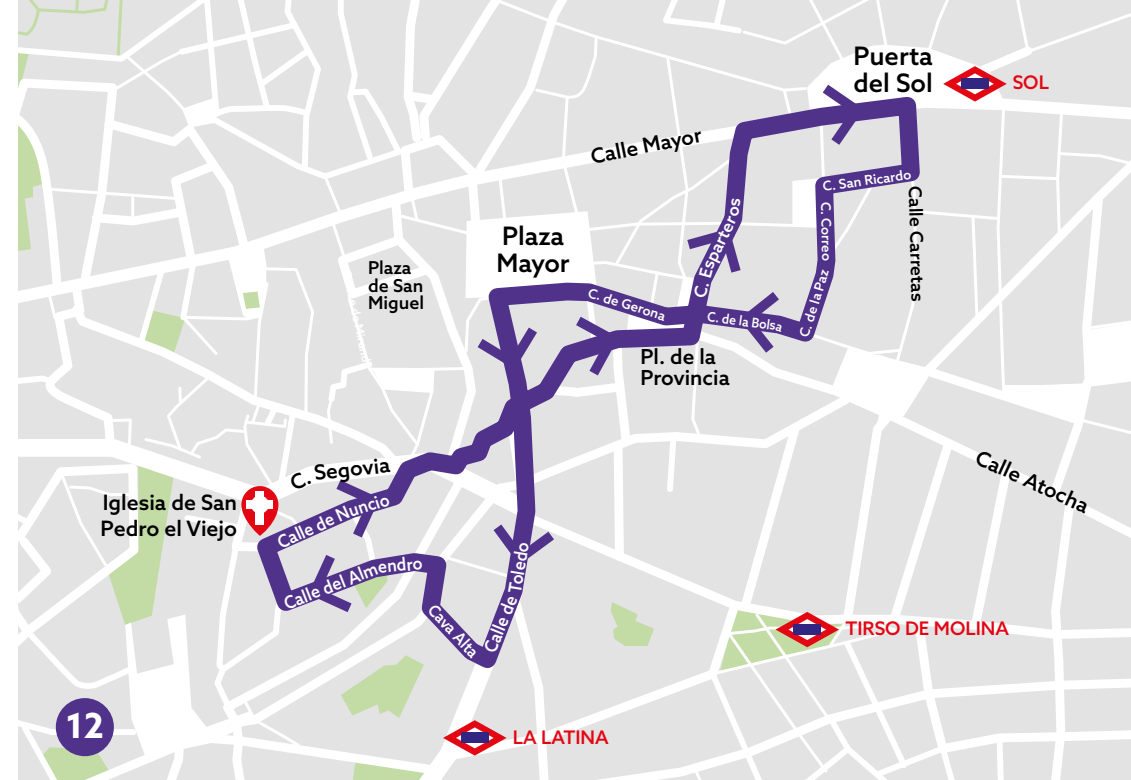 Puerta
del Sol
SOL
Calle Mayor
C. San Ricardo
C. Esparteros
C. Correo
Calle Carretas
Plaza
Mayor
Plaza
de San
Miguel
C. de Gerona
C. de la Bolsa
C. de la Paz
Pl. de la
Provincia
C. Segovia
Calle Atocha
Iglesia de San
Pedro el Viejo
Calle de Nuncio
Calle del Almendro
Cava Alta
Calle de Toledo
TIRSO DE MOLINA
12
LA LATINA